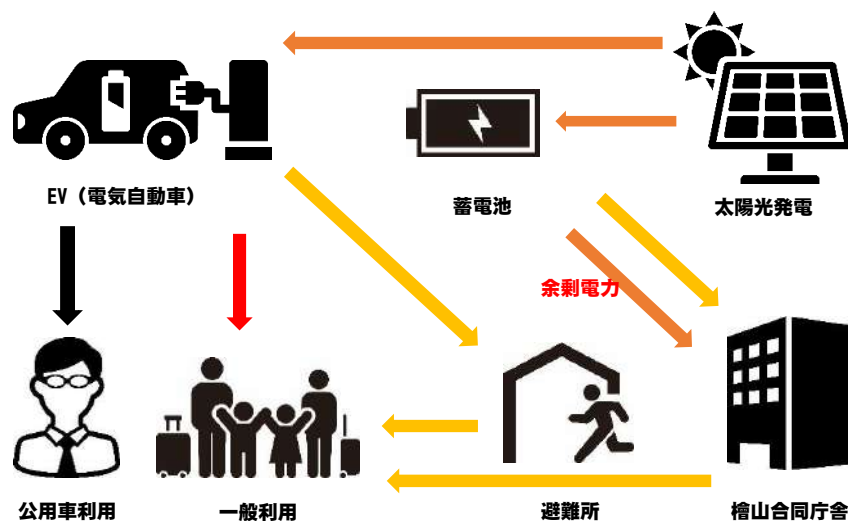 EV（電気自動車）
蓄電池
太陽光発電
余剰電力
公用車利用
一般利用
避難所
檜山合同庁舎